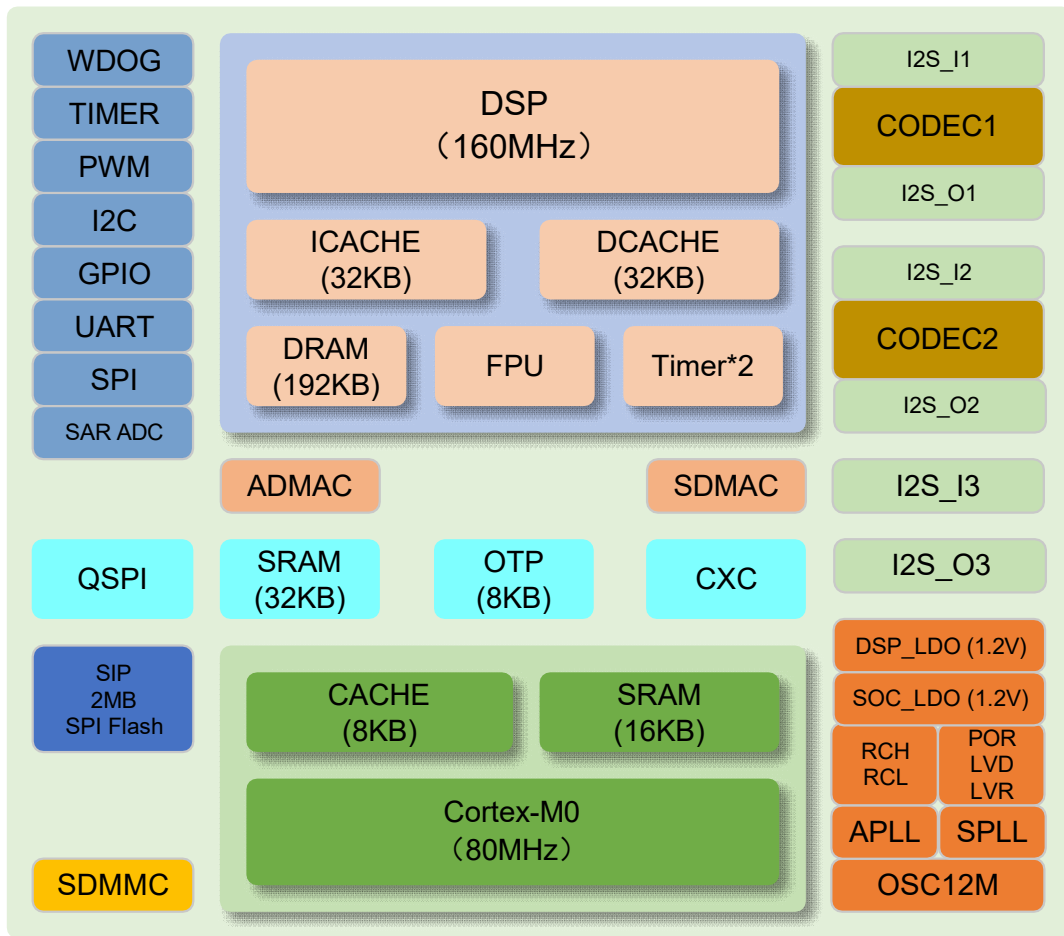 WDOG
TIMER
PWM
I2C
GPIO
UART
SPI
SAR ADC
DSP
（160MHz）
ICACHE
(32KB)
DCACHE
(32KB)
DRAM
(192KB)
FPU
Timer*2
I2S_I1
CODEC1
I2S_O1
I2S_I2
CODEC2
I2S_O2
ADMAC
SDMAC
I2S_I3
QSPI
SRAM
(32KB)
OTP
(8KB)
CXC
I2S_O3
SIP
2MB
SPI Flash
CACHE
(8KB)
SRAM
(16KB)
Cortex-M0
（80MHz）
DSP_LDO (1.2V)
SOC_LDO (1.2V)
RCH
RCL
POR
LVD
LVR
APLL
SPLL
SDMMC
OSC12M